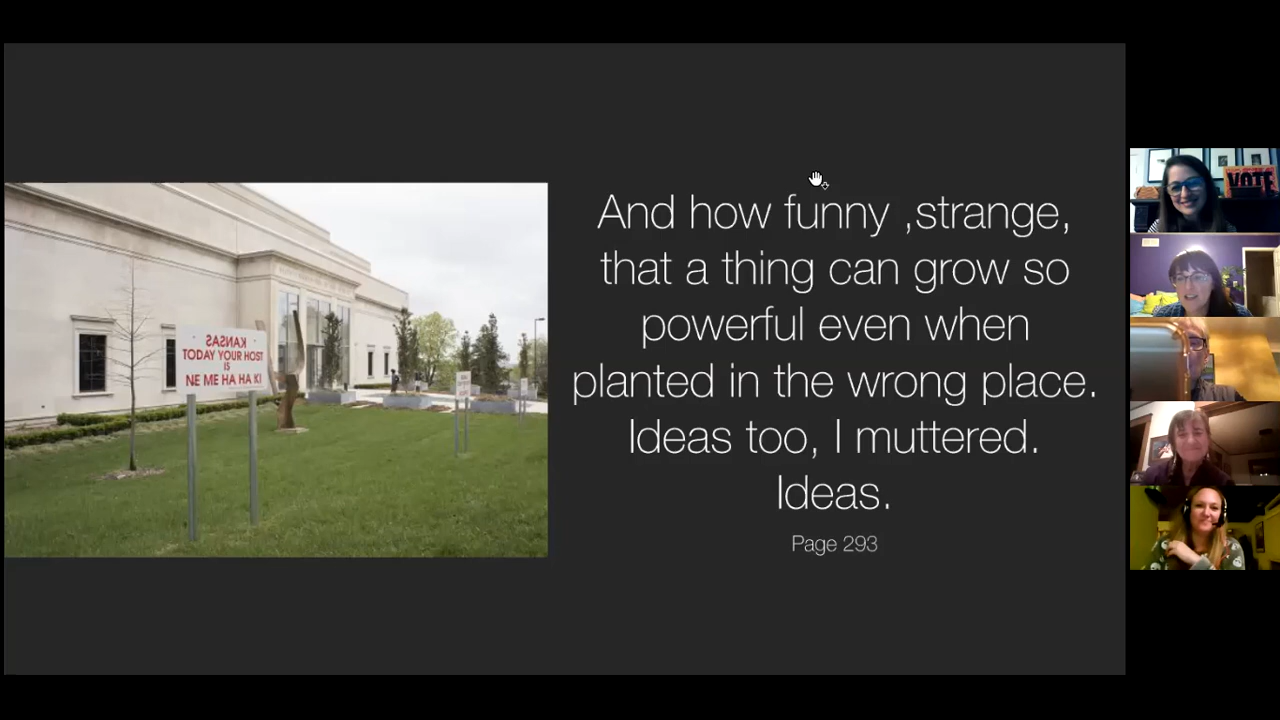 KANSAS
TODAY YOUR HOST
IS
NE ME HA HA KI
And how funny ,strange,
that a thing can grow so
powerful even when
planted in the wrong place.
Ideas too, I muttered.
Ideas.
Page 293
VOTE